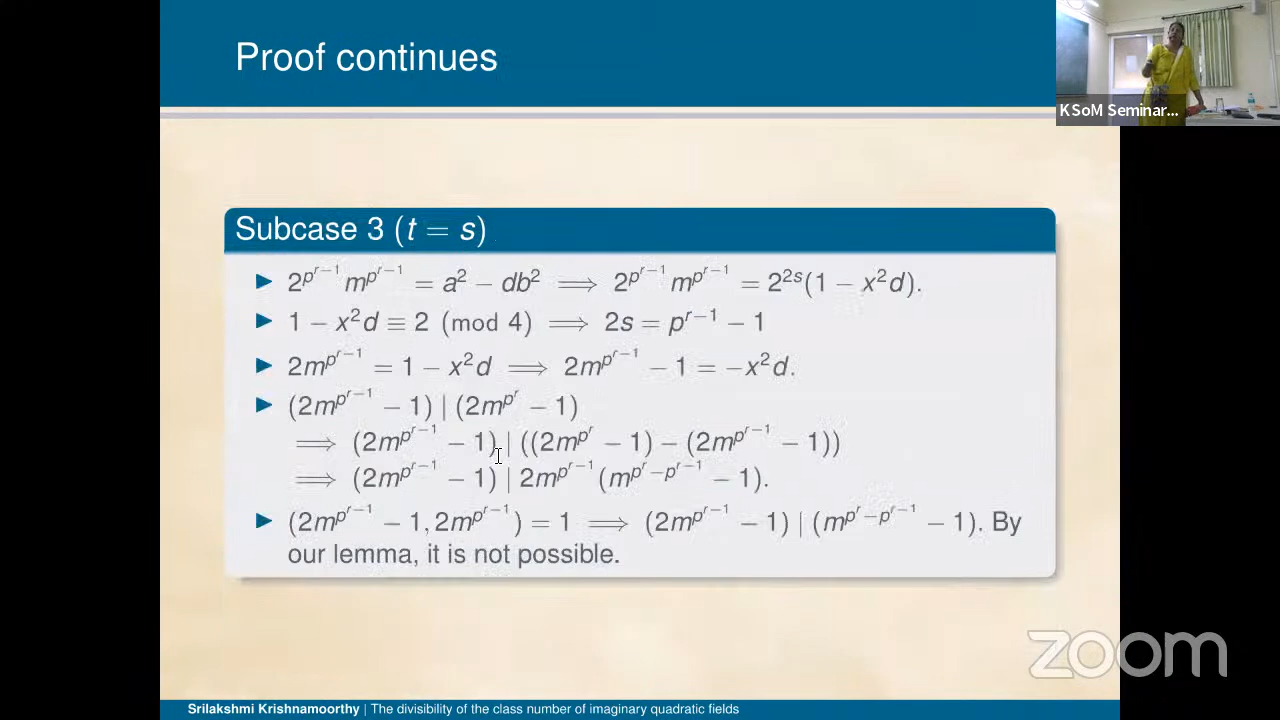 Proof continues
KSoM Seminar...
Subcase 3 (t = s)
▶ 2^{p^{r−1}} m^{p^{r−1}} = a² − db² ⟹ 2^{p^{r−1}} m^{p^{r−1}} = 2^{2s}(1 − x²d).
▶ 1 − x²d ≡ 2 (mod 4) ⟹ 2s = p^{r−1} − 1
▶ 2m^{p^{r−1}} = 1 − x²d ⟹ 2m^{p^{r−1}} − 1 = −x²d.
▶ (2m^{p^{r−1}} − 1) | (2m^{p^r} − 1)
⟹ (2m^{p^{r−1}} − 1) | ((2m^{p^r} − 1) − (2m^{p^{r−1}} − 1))
⟹ (2m^{p^{r−1}} − 1) | 2m^{p^{r−1}} (m^{p^r−p^{r−1}} − 1).
▶ (2m^{p^{r−1}} − 1, 2m^{p^{r−1}}) = 1 ⟹ (2m^{p^{r−1}} − 1) | (m^{p^r−p^{r−1}} − 1). By
our lemma, it is not possible.
zoom
Srilakshmi Krishnamoorthy | The divisibility of the class number of imaginary quadratic fields